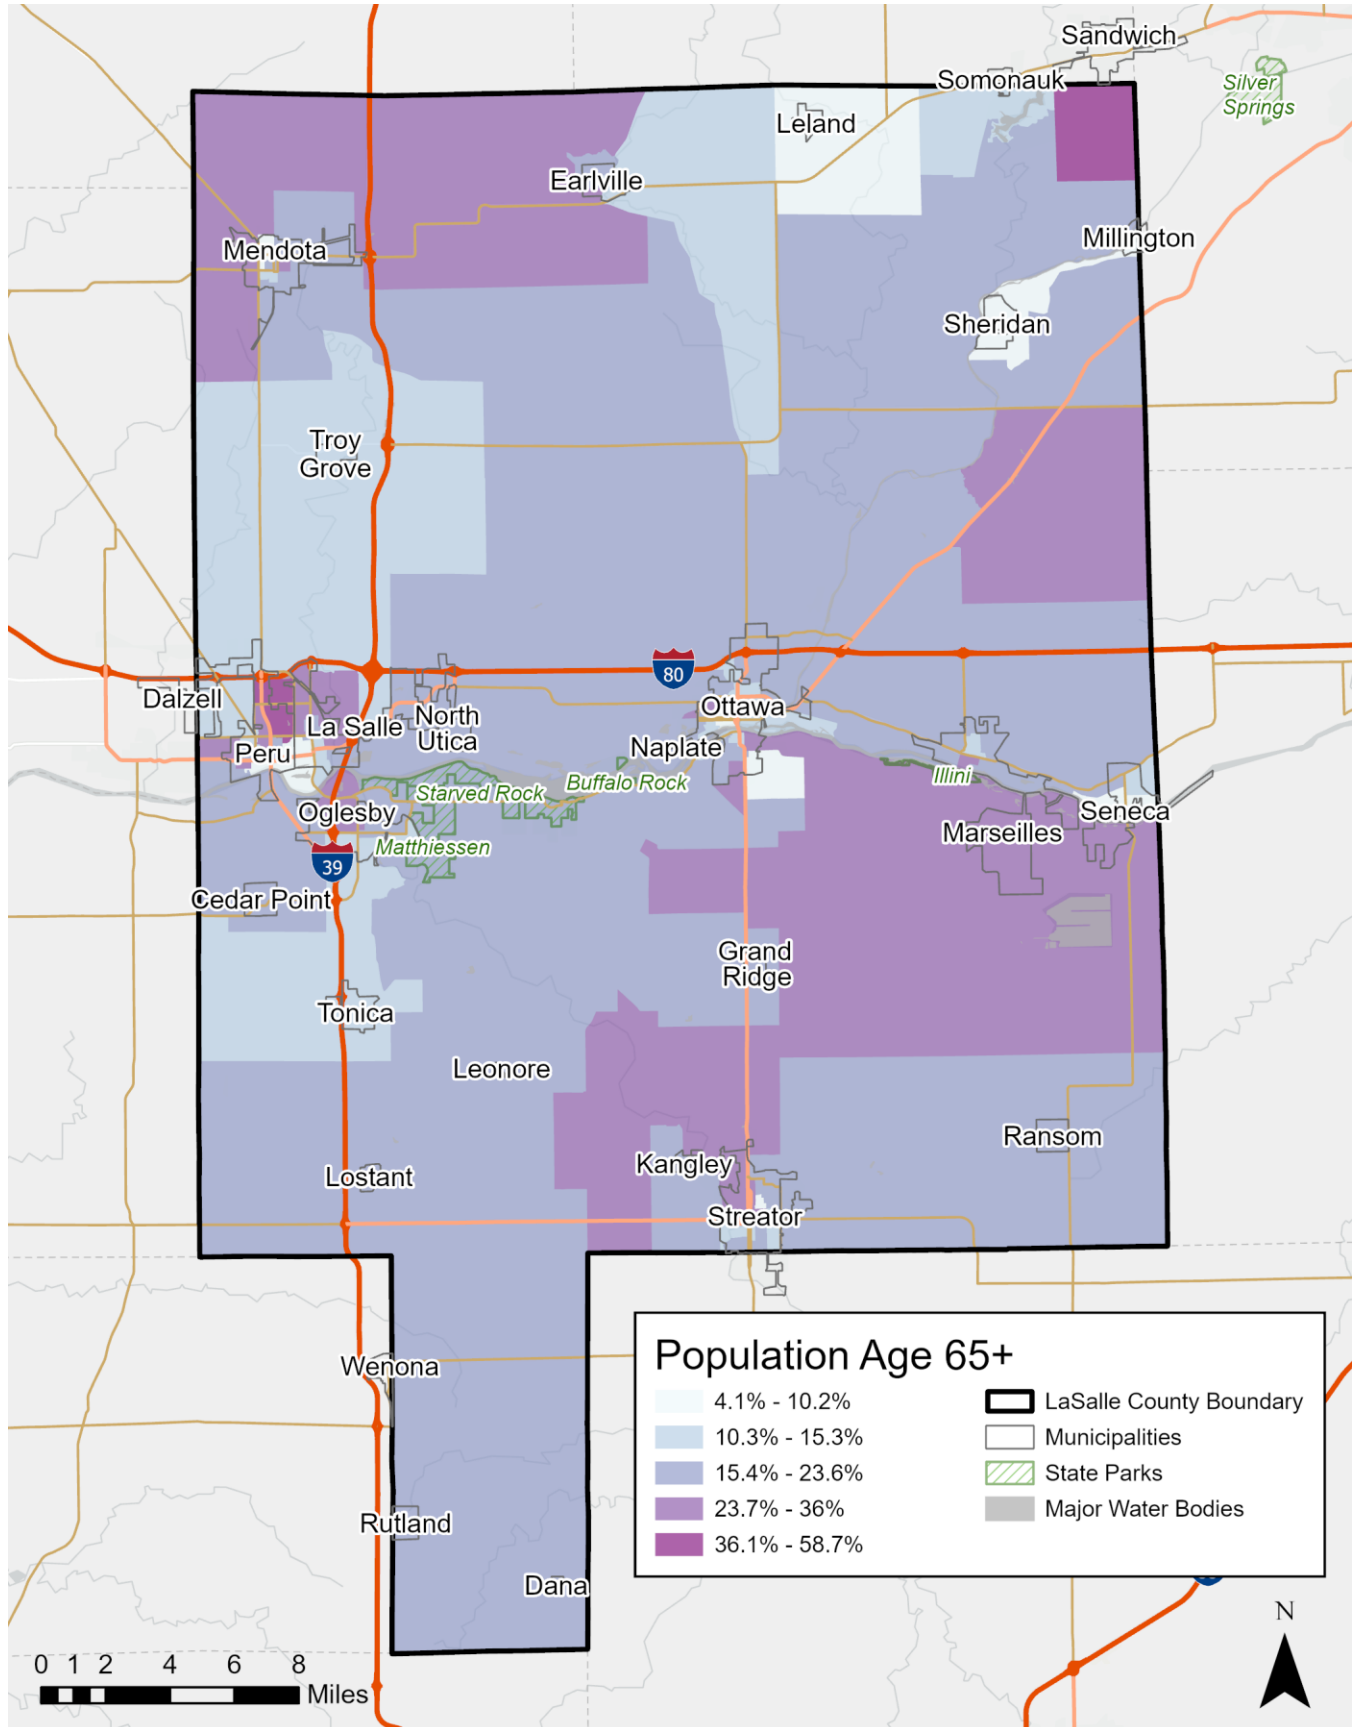 Sandwich
Somonauk
Silver
Springs
Leland
Earlville
Mendota
Millington
Sheridan
Troy
Grove
80
Dalzell
La Salle
North
Utica
Ottawa
Peru
Naplate
Starved Rock
Buffalo Rock
Illini
Oglesby
Marseilles
Seneca
Matthiessen
39
Cedar Point
Grand
Ridge
Tonica
Leonore
Ransom
Kangley
Lostant
Streator
Wenona
Rutland
Dana
Population Age 65+
4.1% - 10.2%
10.3% - 15.3%
15.4% - 23.6%
23.7% - 36%
36.1% - 58.7%
LaSalle County Boundary
Municipalities
State Parks
Major Water Bodies
N
0 1 2 4 6 8
Miles